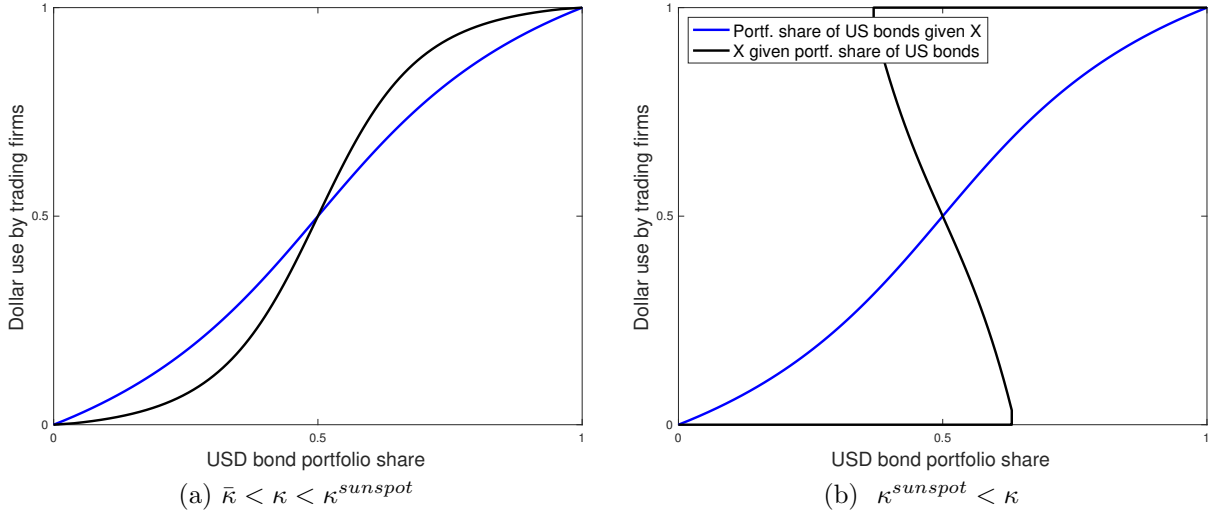 1
0.5
0
0
0.5
1
Dollar use by trading firms
USD bond portfolio share
(a) κ̄ < κ < κ^{sunspot}
Portf. share of US bonds given X
X given portf. share of US bonds
1
0.5
0
0
0.5
1
Dollar use by trading firms
USD bond portfolio share
(b) κ^{sunspot} < κ